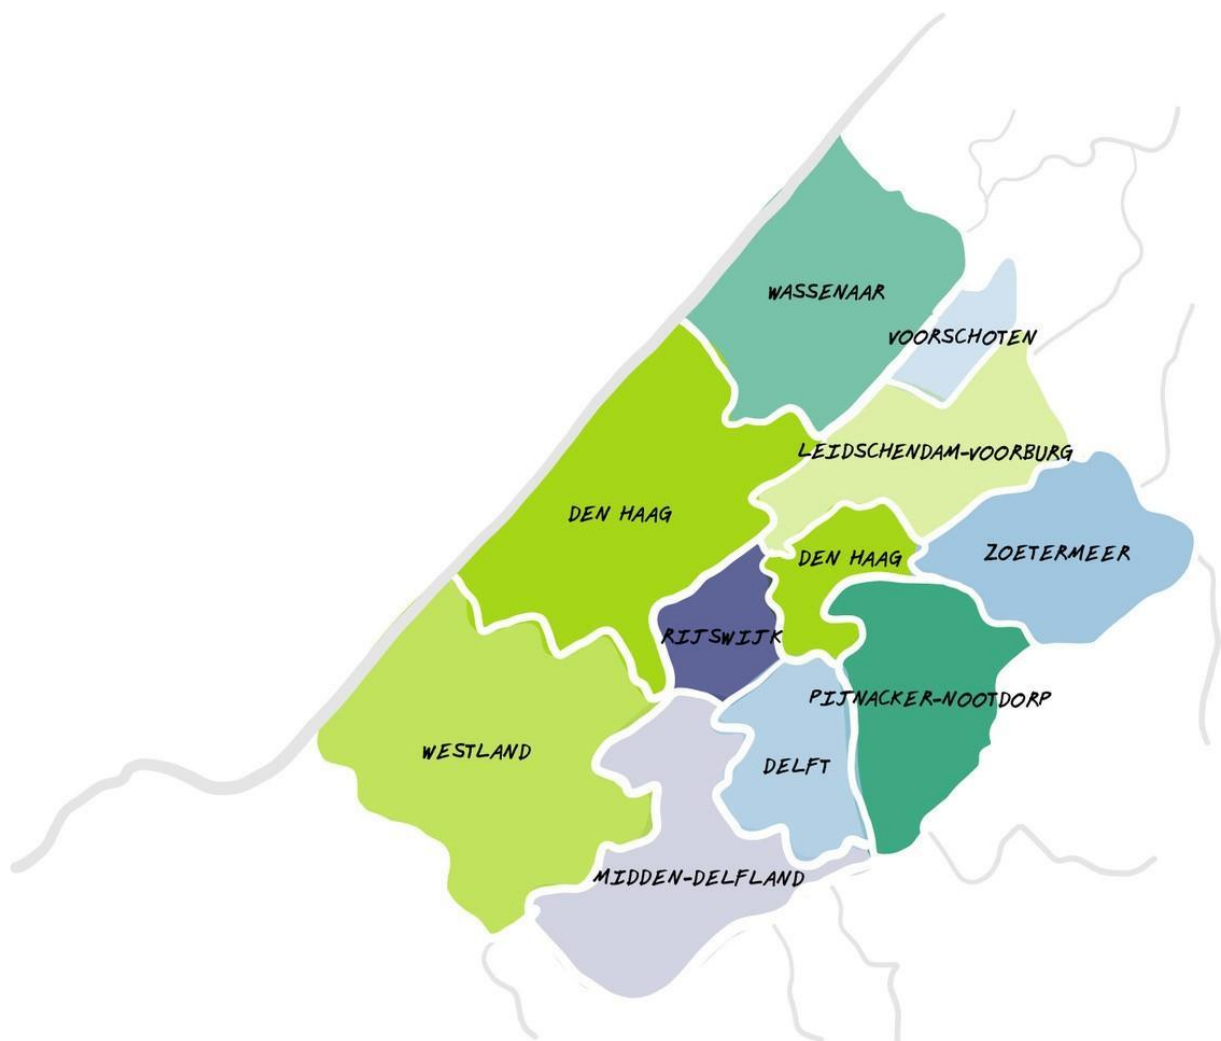 WASSENAAR
VOORSCHOTEN
LEIDSCHENDAM-VOORBURG
DEN HAAG
DEN HAAG
ZOETERMEER
RIJSWIJK
PIJNACKER-NOOTDORP
WESTLAND
DELFT
MIDDEN-DELFLAND